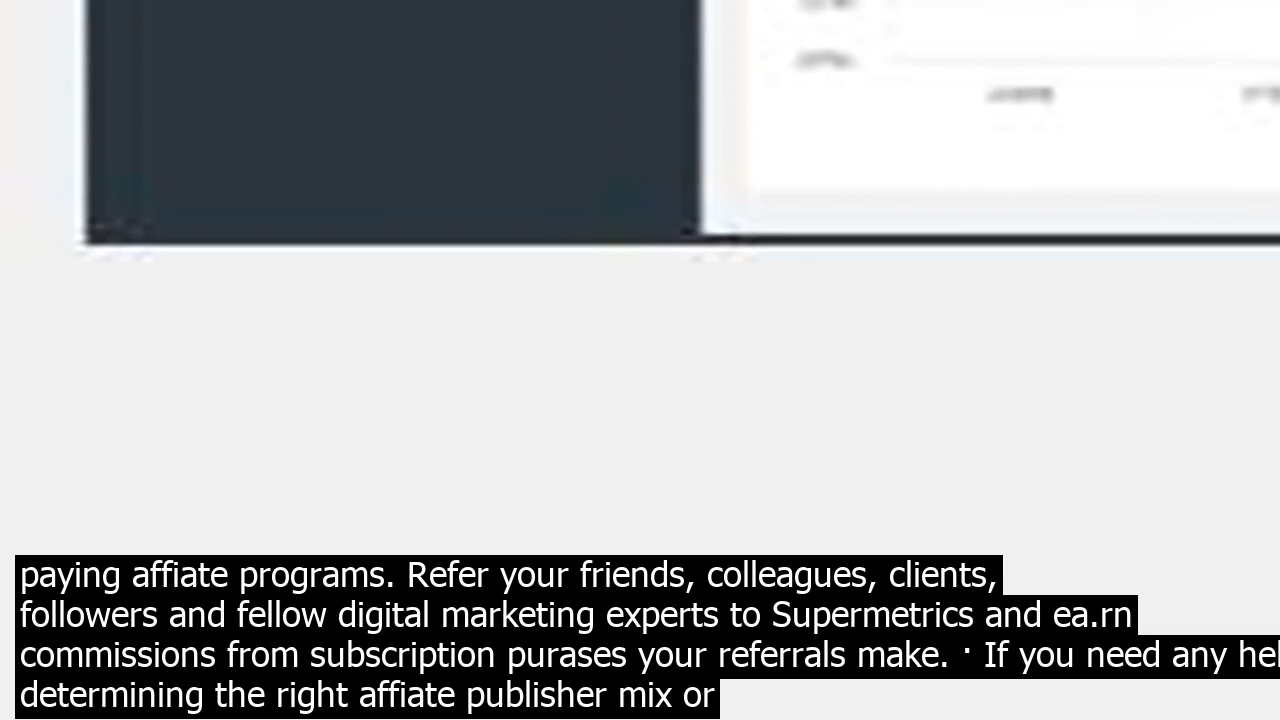 paying affiate programs. Refer your friends, colleagues, clients,
followers and fellow digital marketing experts to Supermetrics and ea.rn
commissions from subscription purases your referrals make. · If you need any
determining the right affiate publisher mix or